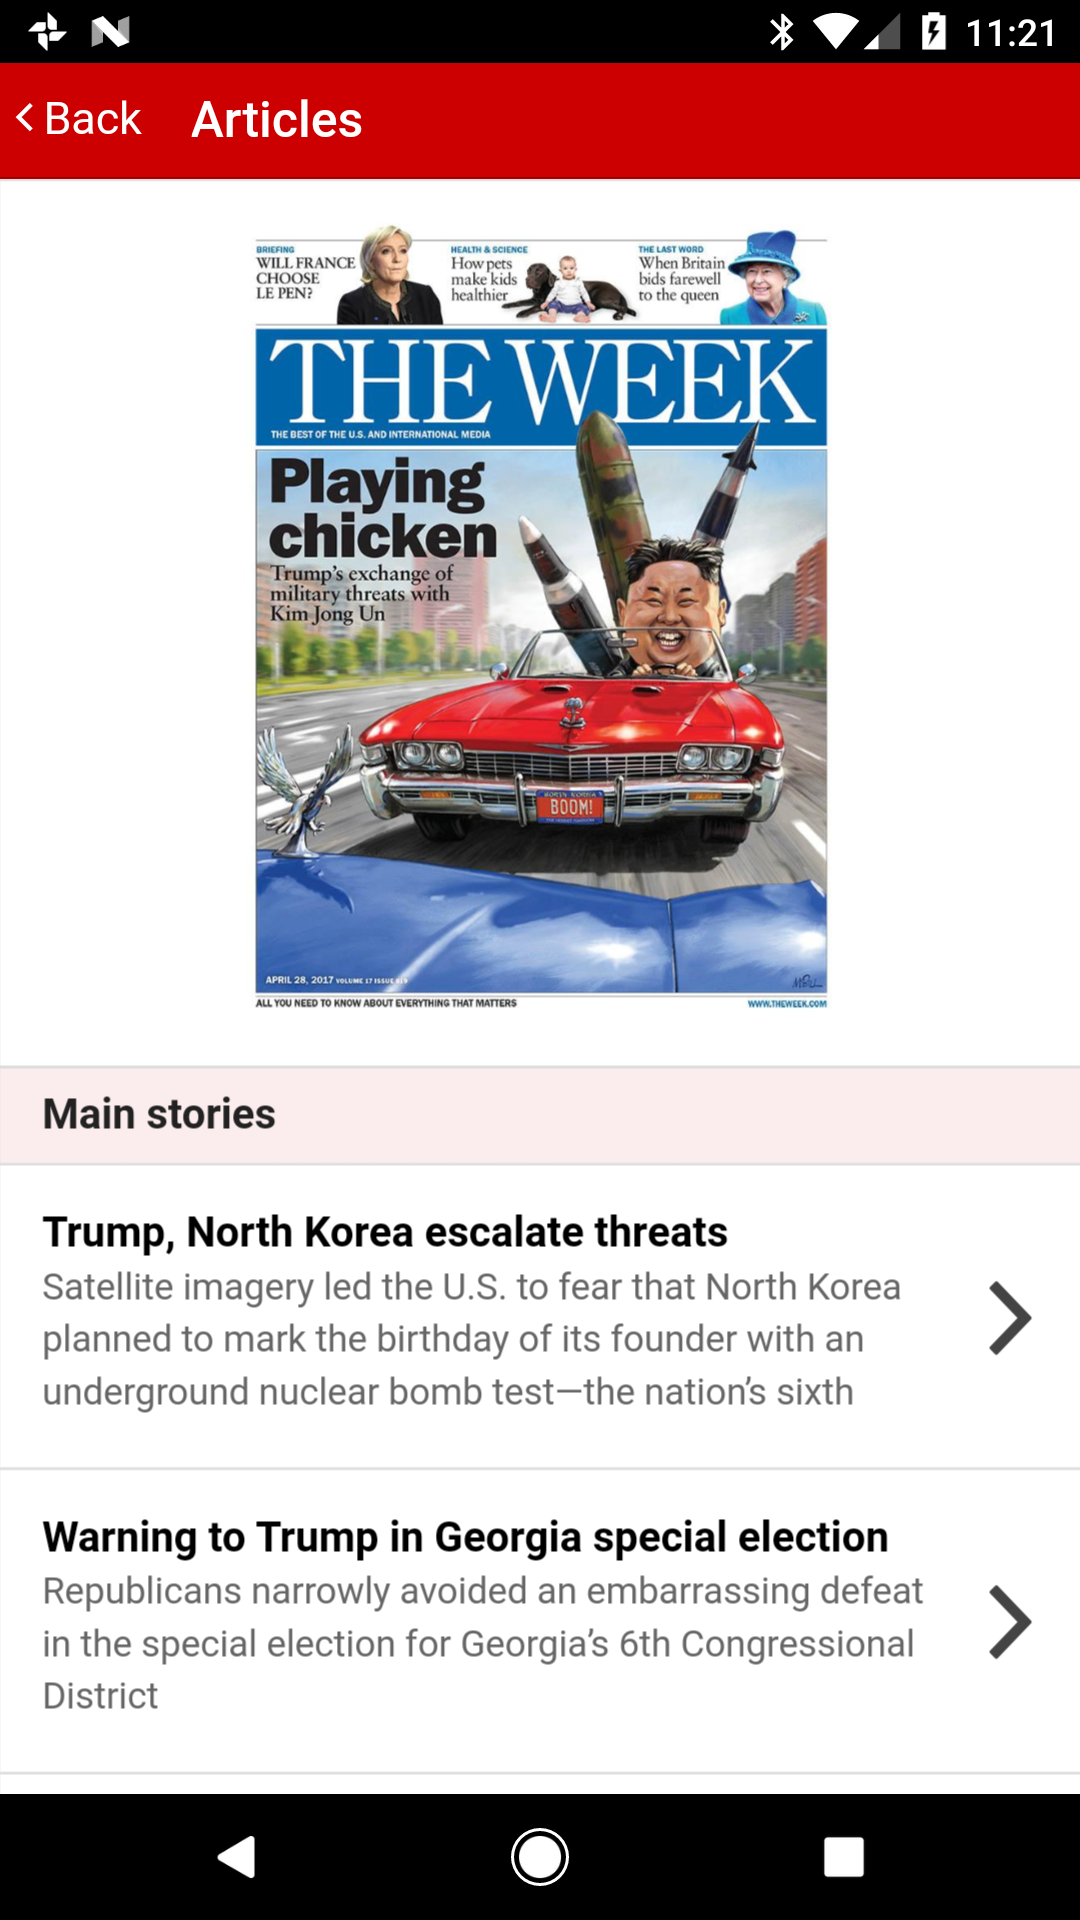 11:21
Back Articles
BRIEFING
WILL FRANCE
CHOOSE
LE PEN?
HEALTH & SCIENCE
How pets
make kids
healthier
THE LAST WORD
When Britain
bids farewell
to the queen
THE WEEK
THE BEST OF THE U.S. AND INTERNATIONAL MEDIA
Playing
chicken
Trump's exchange of
military threats with
Kim Jong Un
NORTH KOREA
BOOM!
APRIL 28, 2017 VOLUME 17 ISSUE
ALL YOU NEED TO KNOW ABOUT EVERYTHING THAT MATTERS
WWW.THEWEEK.COM
Main stories
Trump, North Korea escalate threats
Satellite imagery led the U.S. to fear that North Korea
planned to mark the birthday of its founder with an
underground nuclear bomb test—the nation's sixth
Warning to Trump in Georgia special election
Republicans narrowly avoided an embarrassing defeat
in the special election for Georgia's 6th Congressional
District